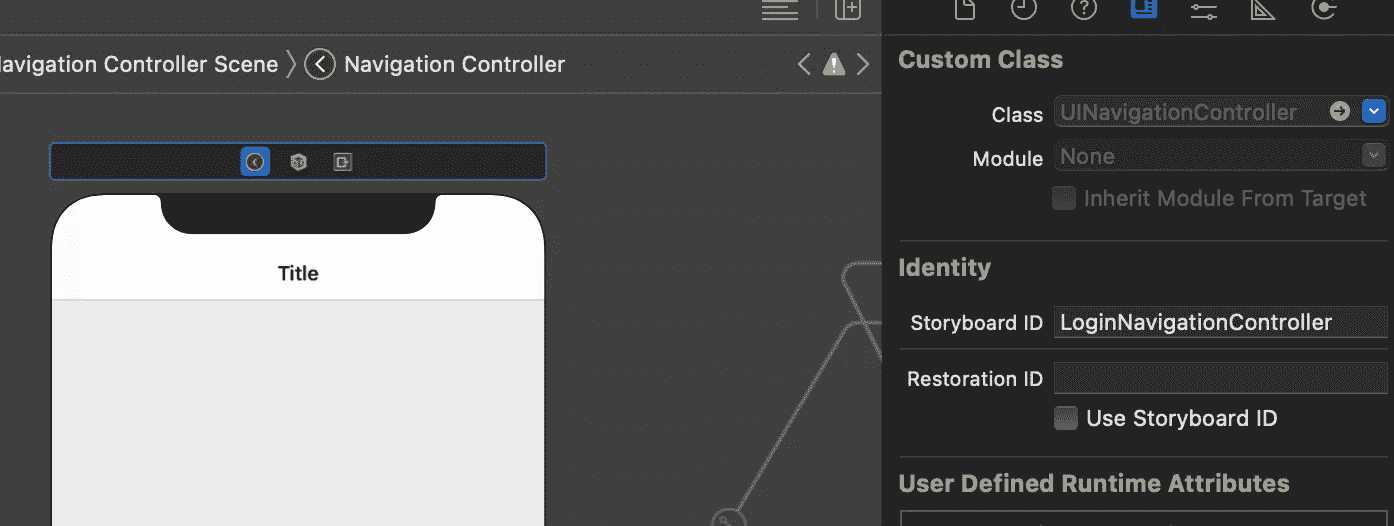 avigation Controller Scene Navigation Controller
Custom Class
Class UINavigationController
Module None
Inherit Module From Target
Title
Identity
Storyboard ID LoginNavigationController
Restoration ID
Use Storyboard ID
User Defined Runtime Attributes